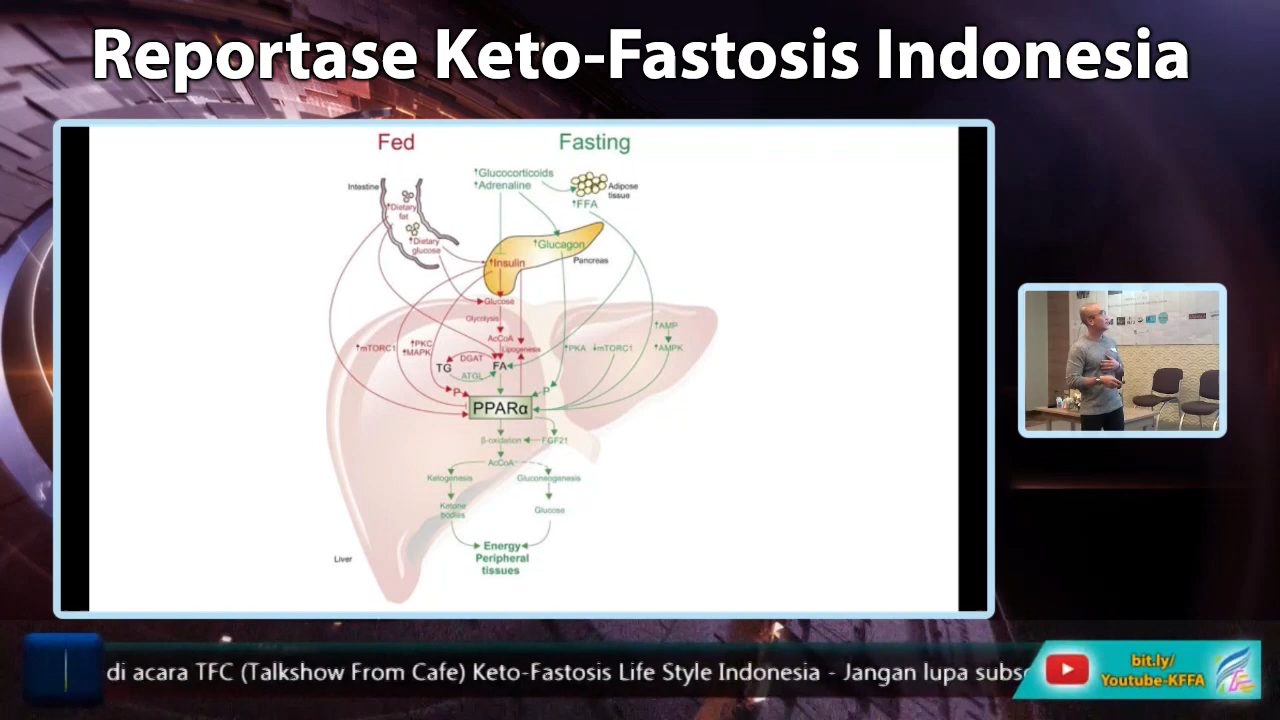 Reportase Keto-Fastosis Indonesia
Fed
Fasting
Intestine
↑Dietary
fat
↑Dietary
glucose
↑Glucocorticoids
↑Adrenaline
Adipose
tissue
↑FFA
↑Glucagon
↑Insulin
Pancreas
Glucose
Glycolysis
AcCoA
Lipogenesis
↑mTORC1
↑PKC
↑MAPK
DGAT
TG
FA
ATGL
↑PKA
↓mTORC1
↑AMP
↑AMPK
P
P
PPARα
β-oxidation
FGF21
AcCoA
Ketogenesis
Gluconeogenesis
Ketone
bodies
Glucose
Energy
Peripheral
tissues
Liver
di acara TFC (Talkshow From Cafe) Keto-Fastosis Life Style Indonesia - Jangan lupa subs
bit.ly/
Youtube-KFFA